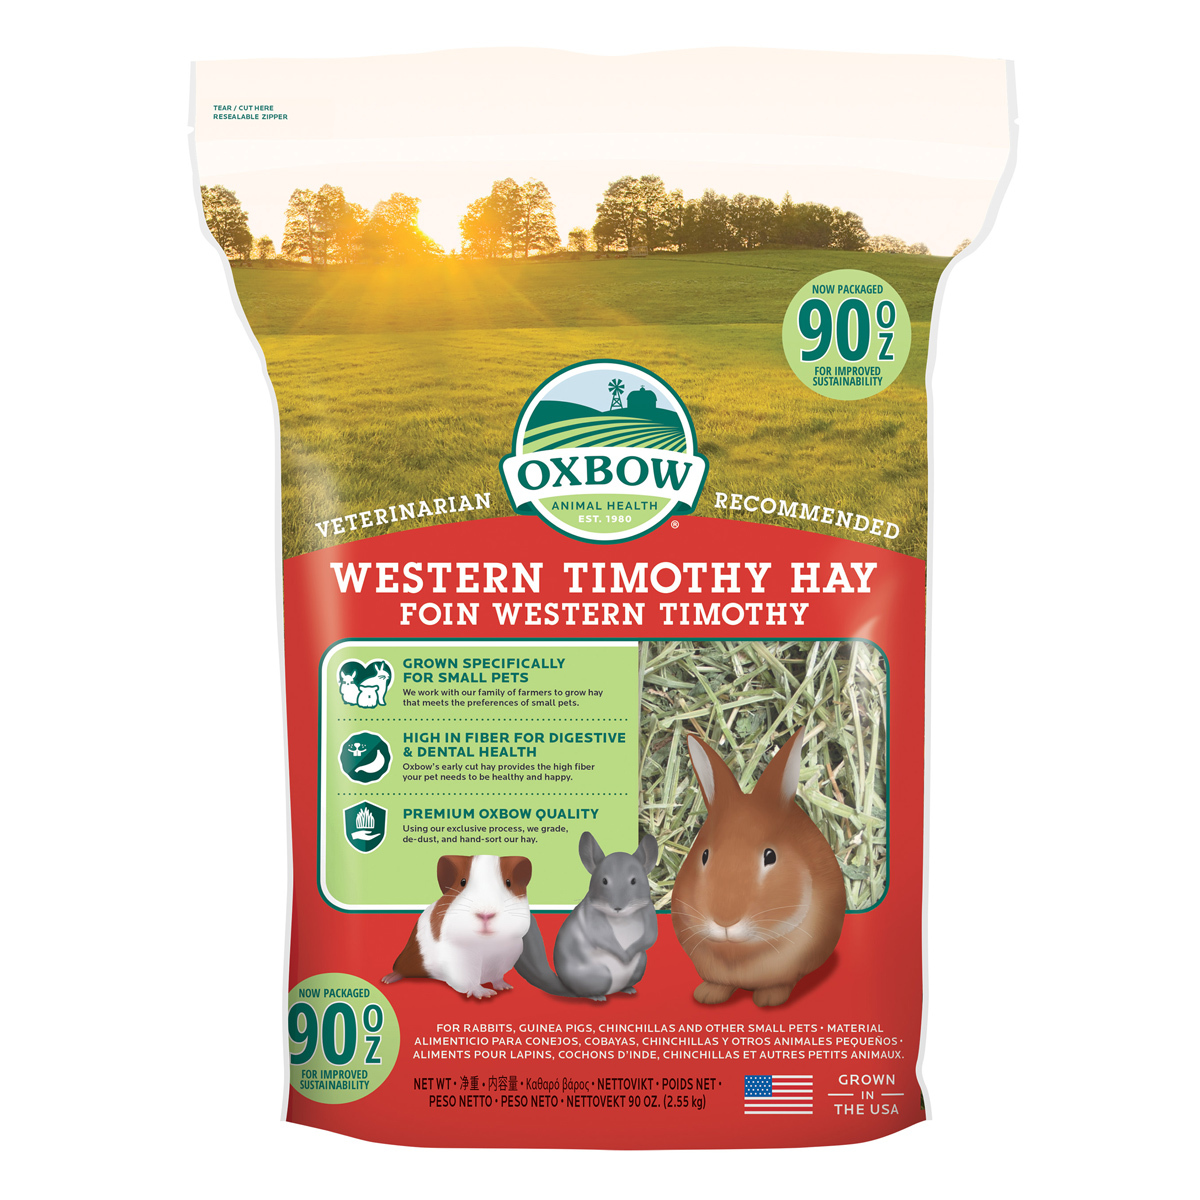 TEAR / CUT HERE
RESEALABLE ZIPPER
NOW PACKAGED
90 OZ
FOR IMPROVED
SUSTAINABILITY
OXBOW
ANIMAL HEALTH
EST. 1980
®
VETERINARIAN RECOMMENDED
WESTERN TIMOTHY HAY
FOIN WESTERN TIMOTHY
GROWN SPECIFICALLY
FOR SMALL PETS
We work with our family of farmers to grow hay
that meets the preferences of small pets.
HIGH IN FIBER FOR DIGESTIVE
& DENTAL HEALTH
Oxbow's early cut hay provides the high fiber
your pet needs to be healthy and happy.
PREMIUM OXBOW QUALITY
Using our exclusive process, we grade,
de-dust, and hand-sort our hay.
NOW PACKAGED
90 OZ
FOR IMPROVED
SUSTAINABILITY
FOR RABBITS, GUINEA PIGS, CHINCHILLAS AND OTHER SMALL PETS • MATERIAL
ALIMENTICIO PARA CONEJOS, COBAYAS, CHINCHILLAS Y OTROS ANIMALES PEQUEÑOS •
ALIMENTS POUR LAPINS, COCHONS D'INDE, CHINCHILLAS ET AUTRES PETITS ANIMAUX.
NET WT • 净重 • 内容量 • Καθαρό βάρος • NETTOVIKT • POIDS NET •
PESO NETTO • PESO NETO • NETTOVEKT 90 OZ. (2.55 kg)
GROWN
IN
THE USA